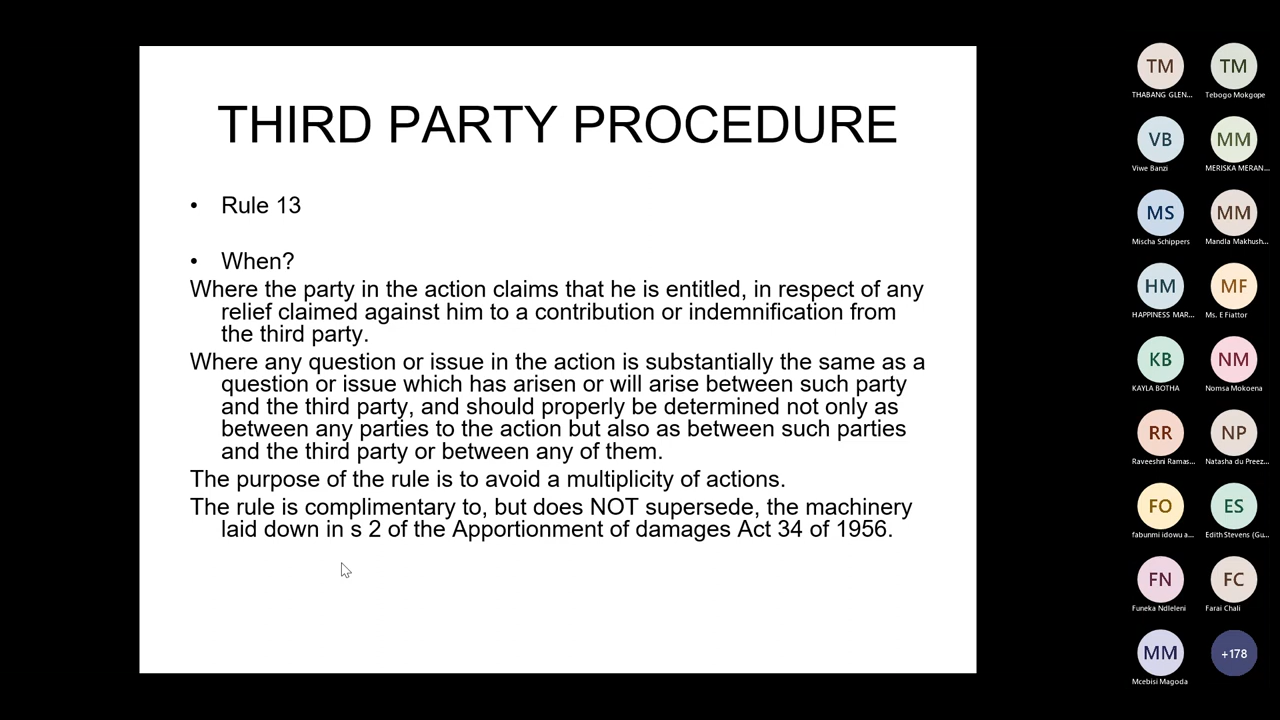 THIRD PARTY PROCEDURE
• Rule 13
• When?
Where the party in the action claims that he is entitled, in respect of any
relief claimed against him to a contribution or indemnification from
the third party.
Where any question or issue in the action is substantially the same as a
question or issue which has arisen or will arise between such party
and the third party, and should properly be determined not only as
between any parties to the action but also as between such parties
and the third party or between any of them.
The purpose of the rule is to avoid a multiplicity of actions.
The rule is complimentary to, but does NOT supersede, the machinery
laid down in s 2 of the Apportionment of damages Act 34 of 1956.
TM TM
THABANG GLEN... Tebogo Mokgope
VB MM
Viwe Banzi MERISKA MERAN...
MS MM
Mischa Schippers Mandla Makhush...
HM MF
HAPPINESS MAR... Ms. E Fiattor
KB NM
KAYLA BOTHA Nomsa Mokoena
RR NP
Raveeshni Ramas... Natasha du Preez...
FO ES
fabunmi idowu a... Edith Stevens (Gu...
FN FC
Funeka Ndleleni Farai Chali
MM +178
Mcebisi Magoda